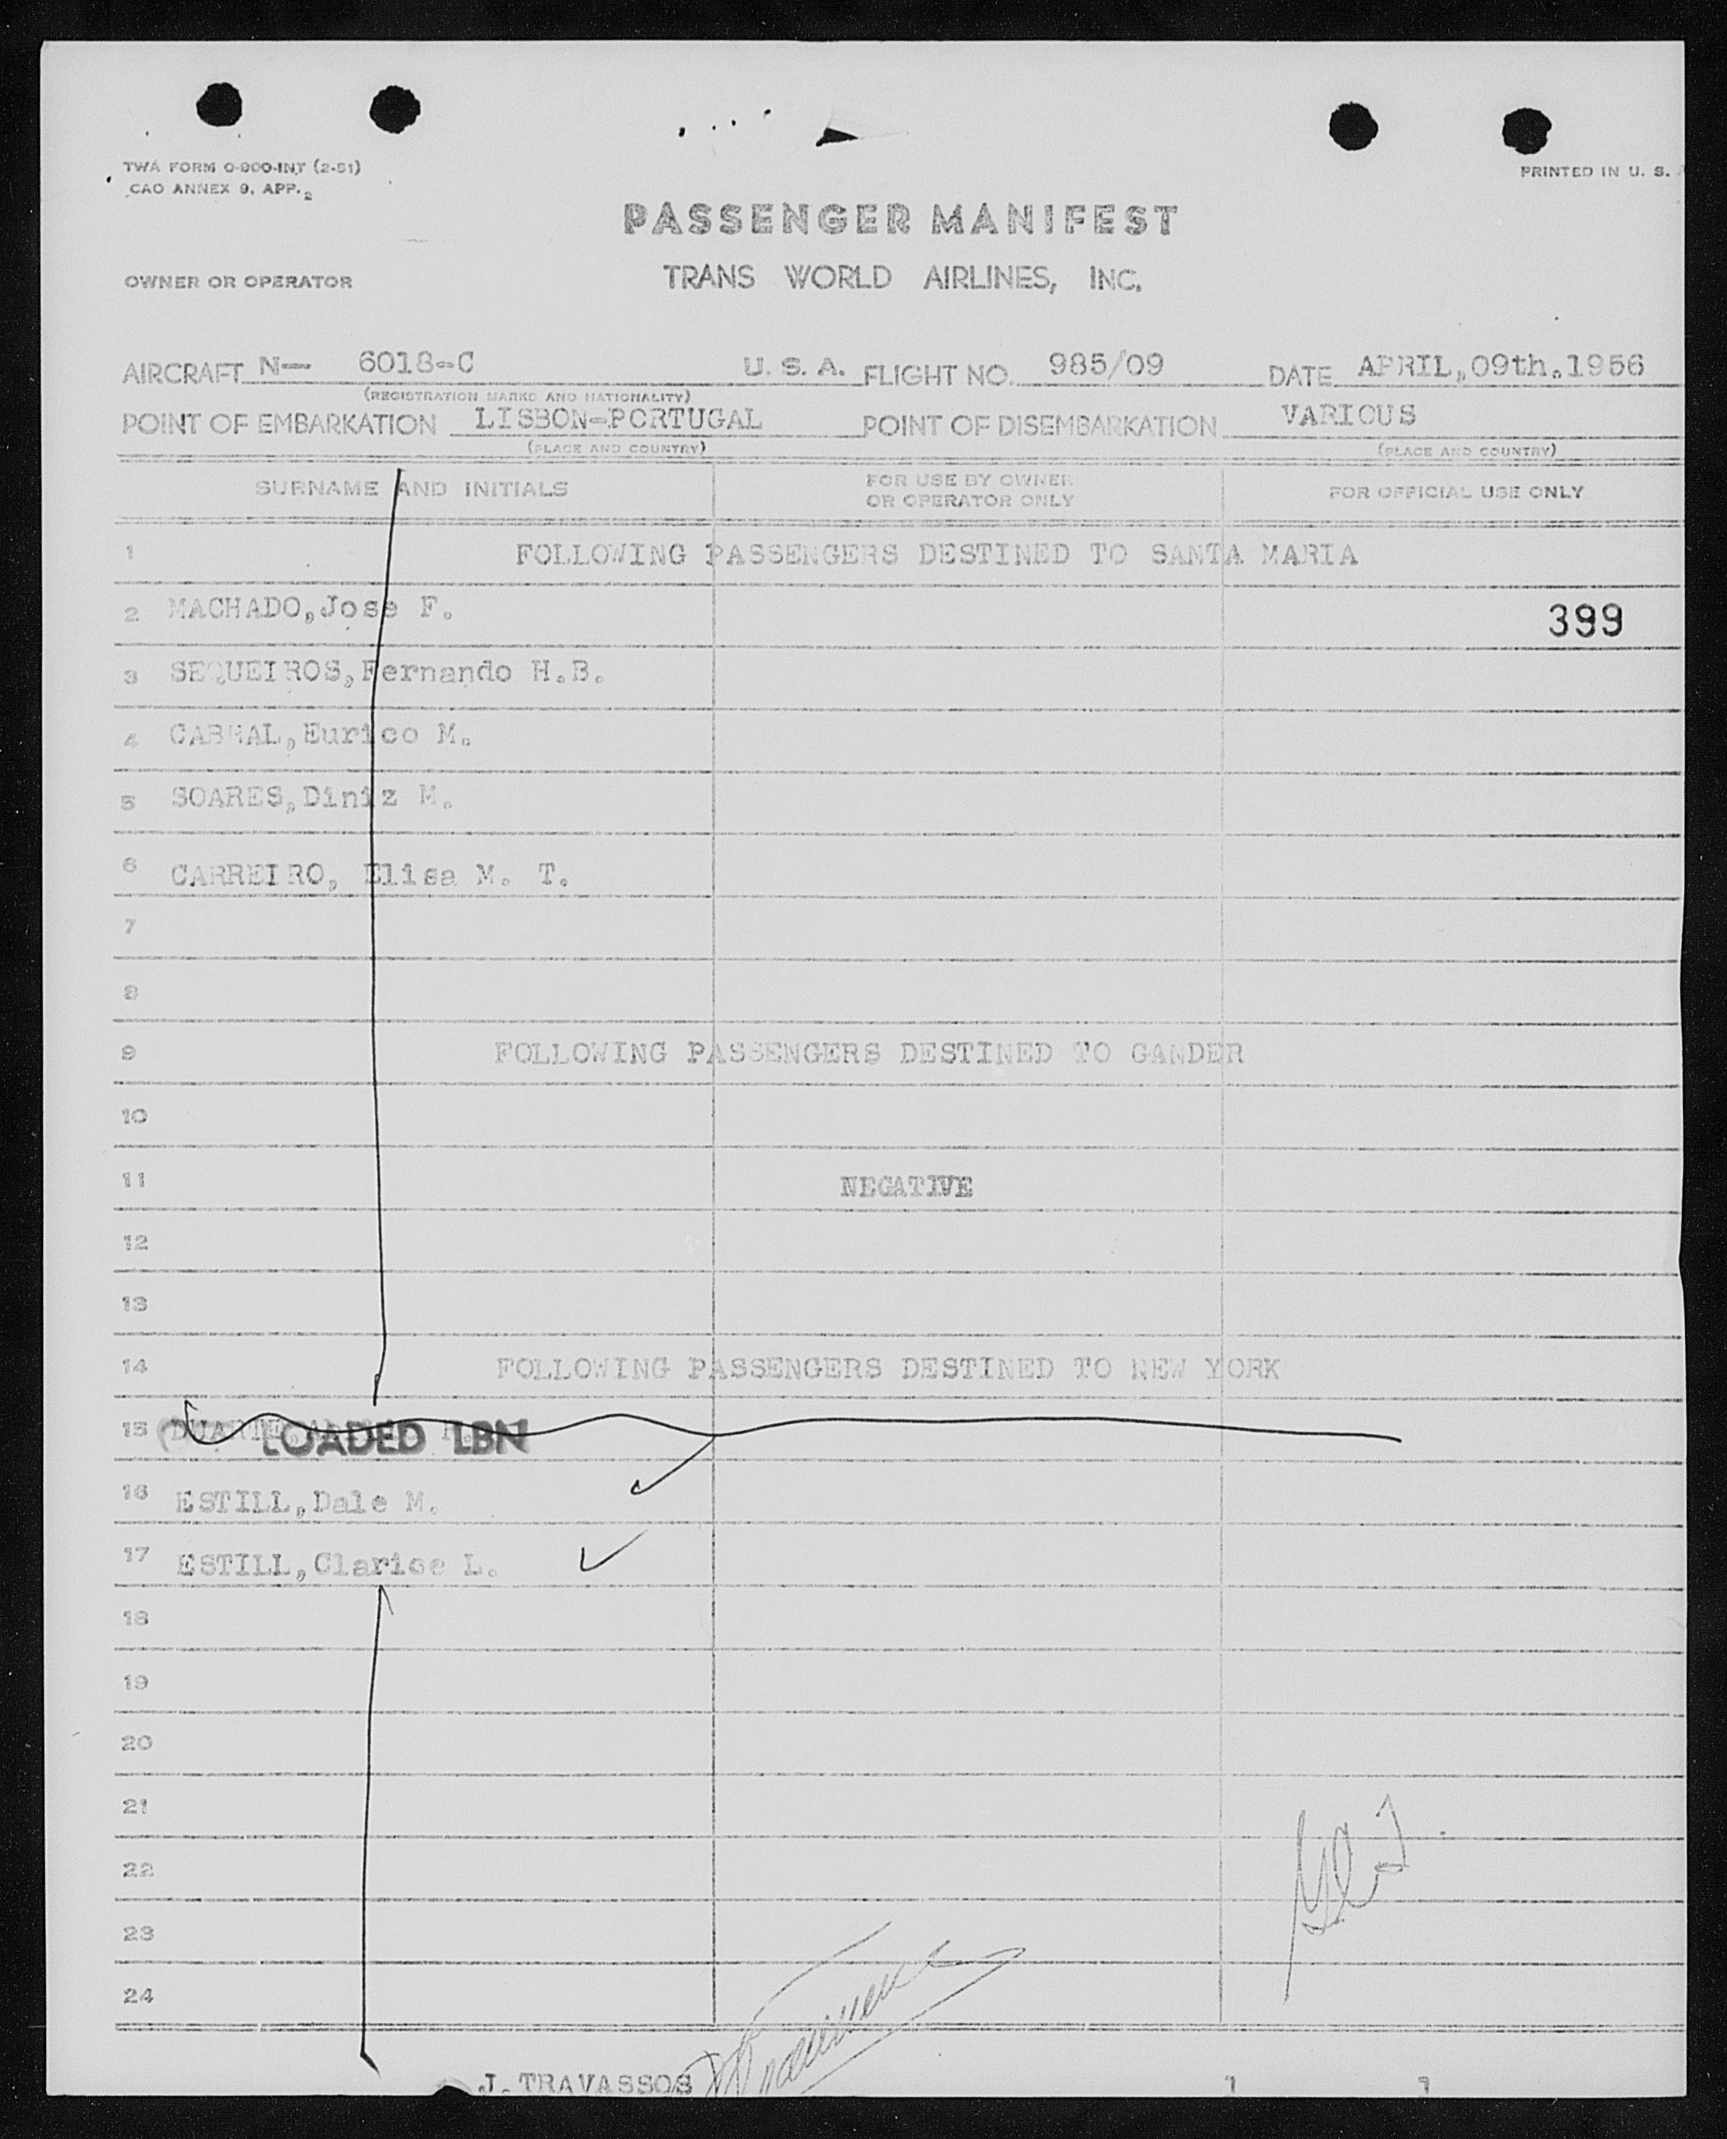 TWA FORM O-900-INT (2-51)
CAO ANNEX 9, APP. 2
PRINTED IN U. S.
PASSENGER MANIFEST
OWNER OR OPERATOR
TRANS WORLD AIRLINES, INC.
AIRCRAFT N— 6018-C U. S. A. FLIGHT NO. 985/09 DATE APRIL,09th.1956
(REGISTRATION MARKS AND NATIONALITY)
POINT OF EMBARKATION LISBON-PORTUGAL POINT OF DISEMBARKATION VARIOUS
(PLACE AND COUNTRY) (PLACE AND COUNTRY)
SURNAME AND INITIALS FOR USE BY OWNER OR OPERATOR ONLY FOR OFFICIAL USE ONLY
1 FOLLOWING PASSENGERS DESTINED TO SANTA MARIA
2 MACHADO,Jose F. 399
3 SEQUEIROS,Fernando H.B.
4 CABRAL,Eurico M.
5 SOARES,Diniz M.
6 CARREIRO, Elisa M. T.
7
8
9 FOLLOWING PASSENGERS DESTINED TO GANDER
10
11 NEGATIVE
12
13
14 FOLLOWING PASSENGERS DESTINED TO NEW YORK
15 DUARTE, LOADED LBN
16 ESTILL,Dale M.
17 ESTILL,Clarice L.
18
19
20
21
22
23
24
J. TRAVASSOS